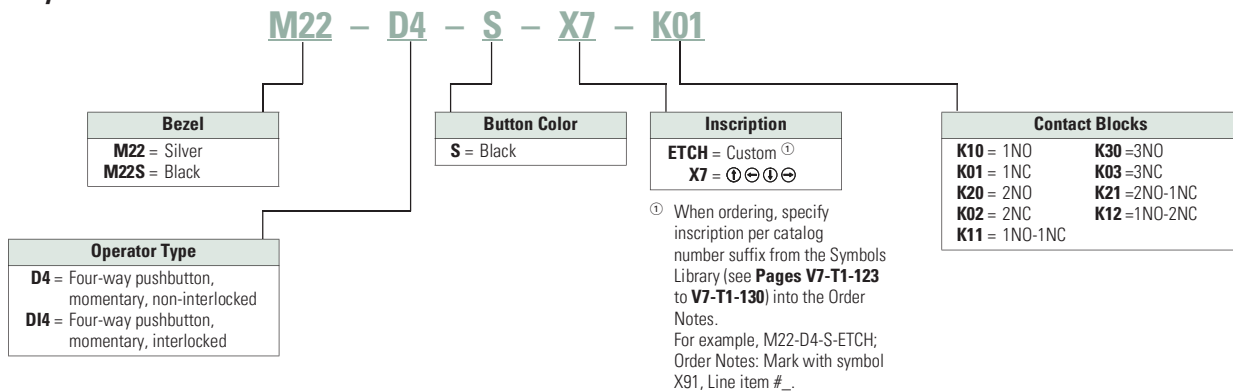 M22 – D4 – S – X7 – K01
Bezel
M22 = Silver
M22S = Black
Operator Type
D4 = Four-way pushbutton,
momentary, non-interlocked
DI4 = Four-way pushbutton,
momentary, interlocked
Button Color
S = Black
Inscription
ETCH = Custom ①
X7 = 
① When ordering, specify
inscription per catalog
number suffix from the Symbols
Library (see Pages V7-T1-123
to V7-T1-130) into the Order
Notes.
For example, M22-D4-S-ETCH;
Order Notes: Mark with symbol
X91, Line item #_.
Contact Blocks
K10 = 1NO
K01 = 1NC
K20 = 2NO
K02 = 2NC
K11 = 1NO-1NC
K30 =3NO
K03 =3NC
K21 =2NO-1NC
K12 =1NO-2NC